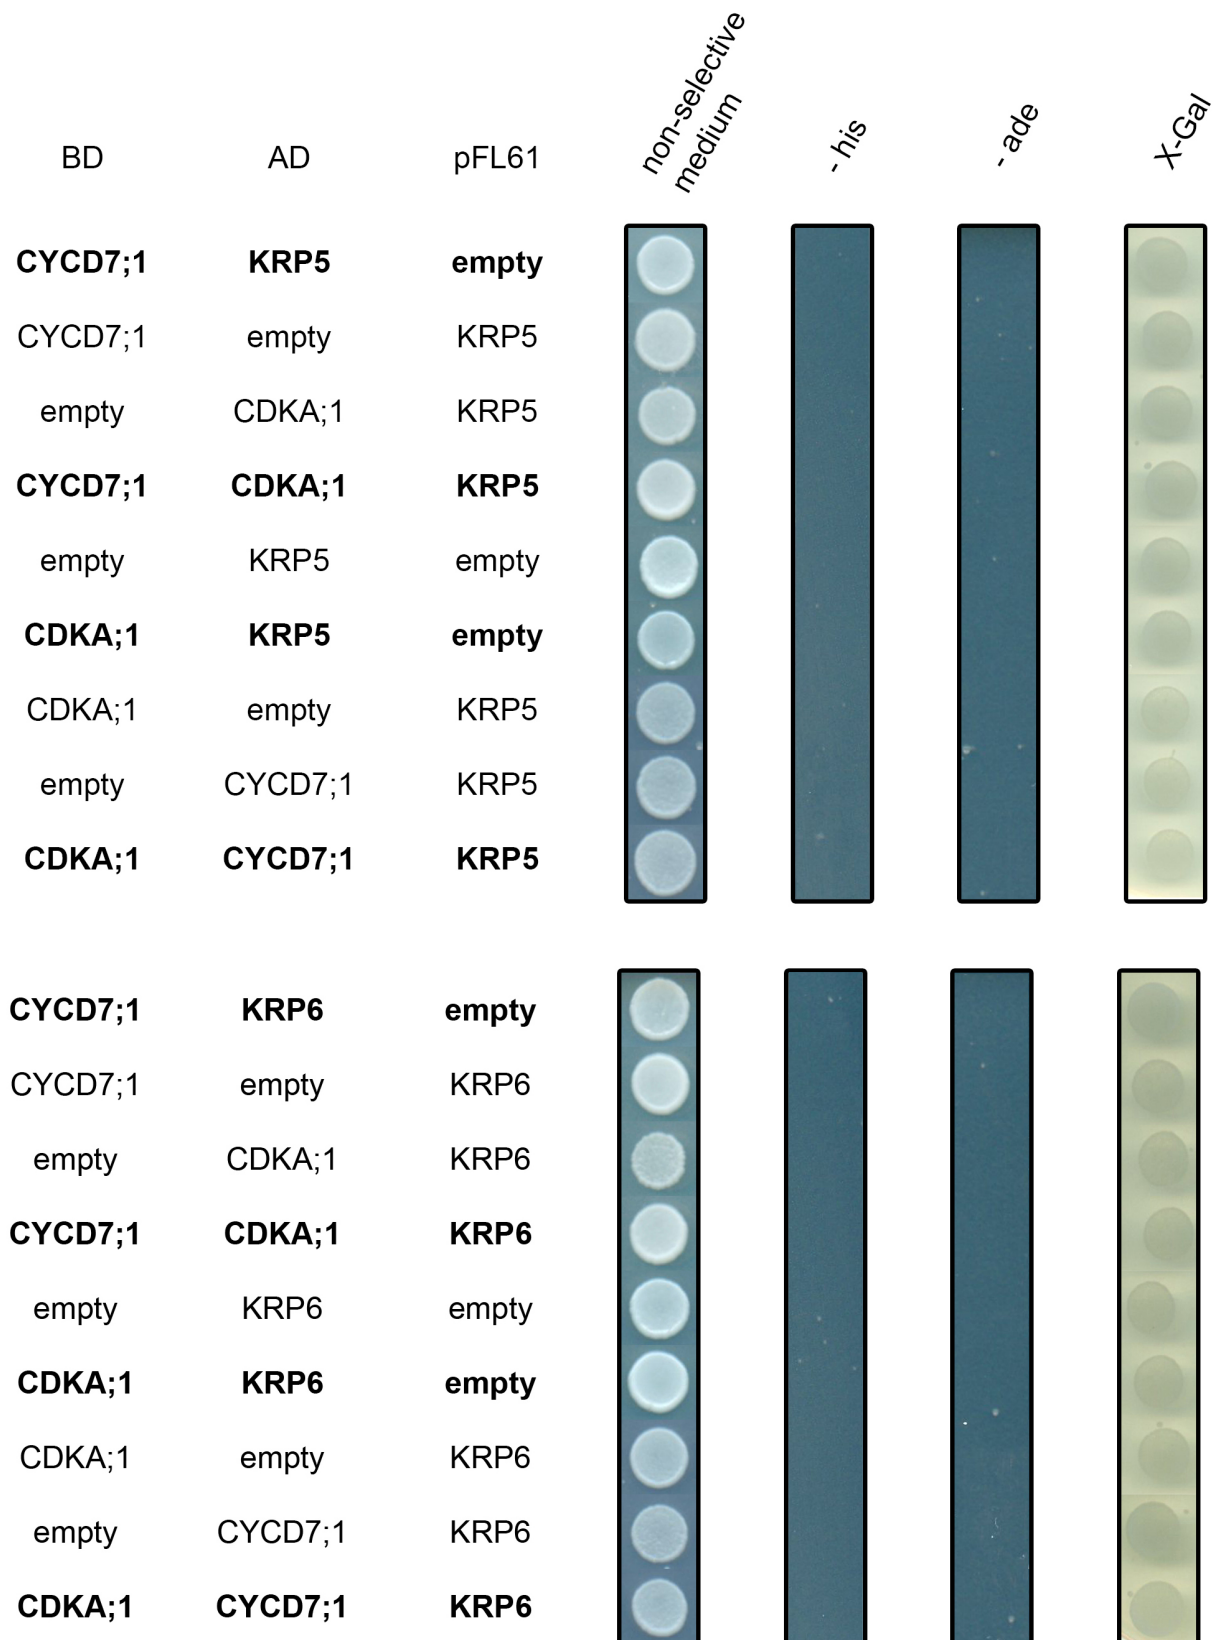 BD AD pFL61 non-selective medium - his - ade X-Gal
CYCD7;1 KRP5 empty
CYCD7;1 empty KRP5
empty CDKA;1 KRP5
CYCD7;1 CDKA;1 KRP5
empty KRP5 empty
CDKA;1 KRP5 empty
CDKA;1 empty KRP5
empty CYCD7;1 KRP5
CDKA;1 CYCD7;1 KRP5
CYCD7;1 KRP6 empty
CYCD7;1 empty KRP6
empty CDKA;1 KRP6
CYCD7;1 CDKA;1 KRP6
empty KRP6 empty
CDKA;1 KRP6 empty
CDKA;1 empty KRP6
empty CYCD7;1 KRP6
CDKA;1 CYCD7;1 KRP6